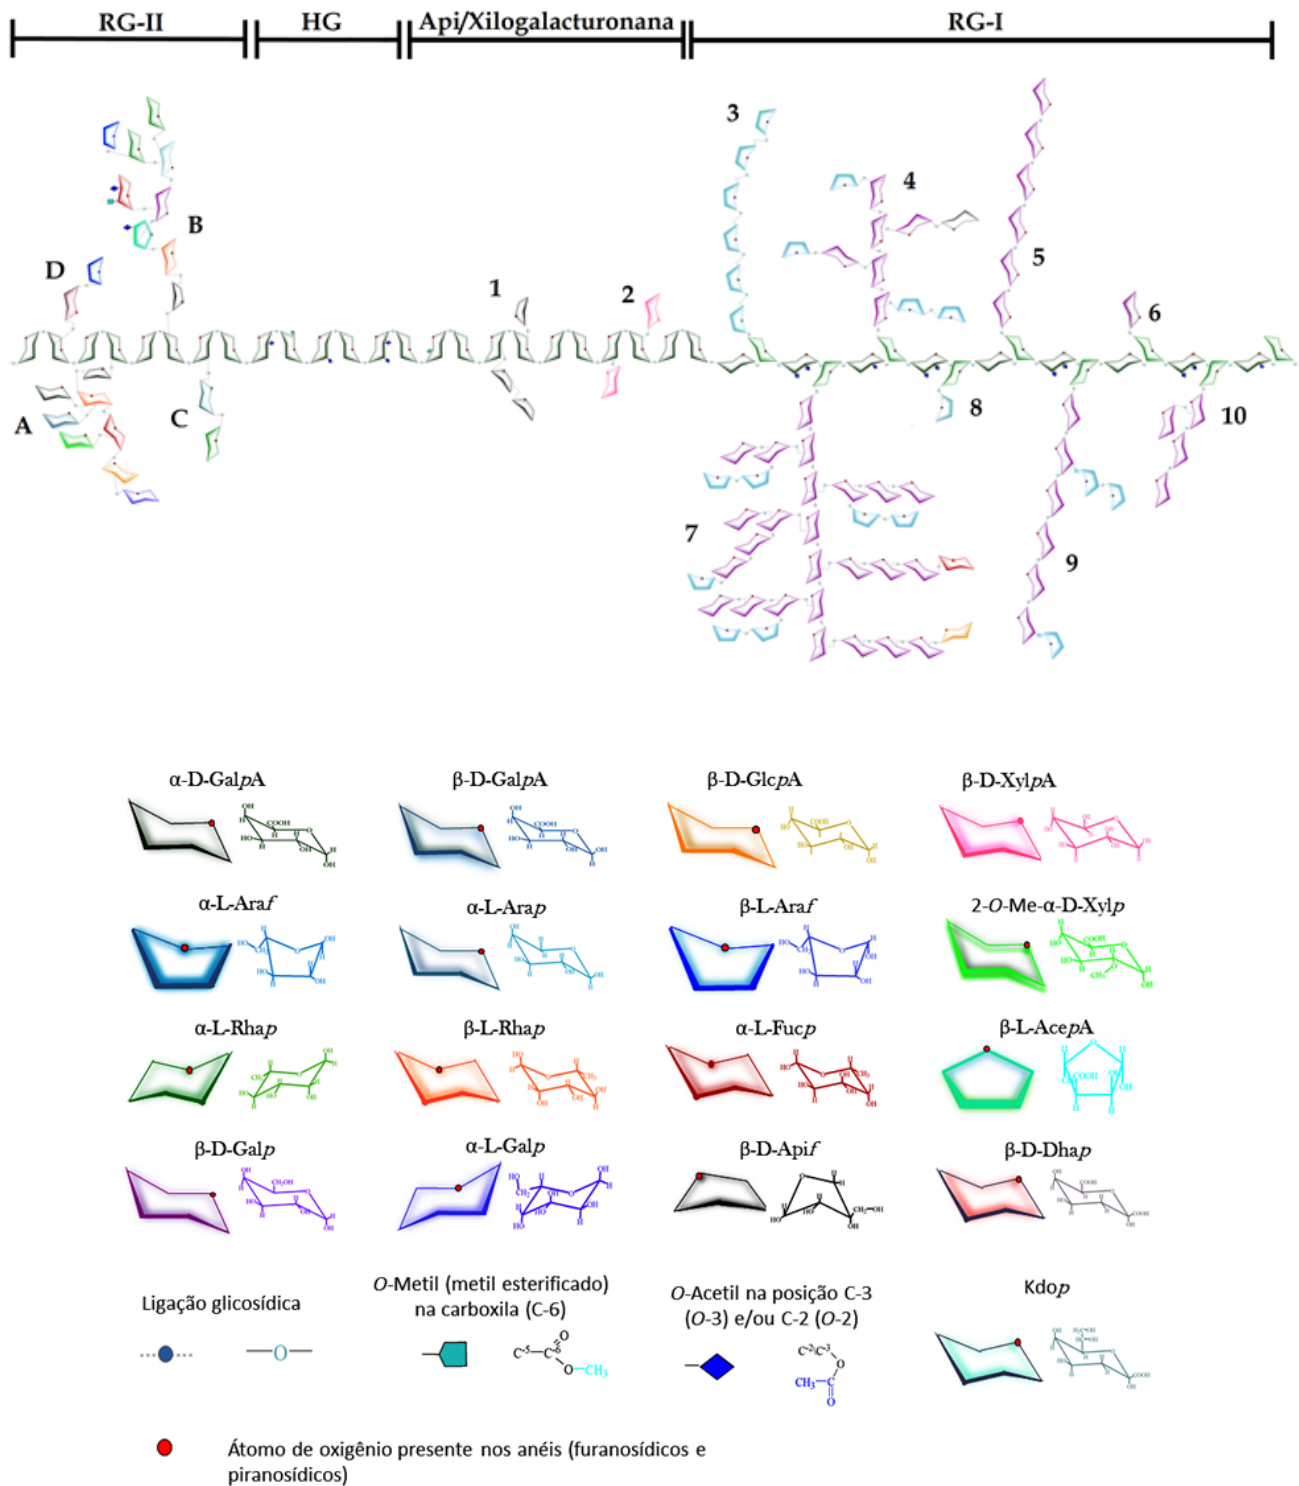 RG-II HG Api/Xilogalacturonana RG-I
3
4
B
D
5
1
2
6
A
C
8
10
7
9
α-D-GalpA β-D-GalpA β-D-GlcpA β-D-XylpA
α-L-Araf α-L-Arap β-L-Araf 2-O-Me-α-D-Xylp
α-L-Rhap β-L-Rhap α-L-Fucp β-L-AcepA
β-D-Galp α-L-Galp β-D-Apif β-D-Dhap
Ligação glicosídica
O
O-Metil (metil esterificado)
na carboxila (C-6)
O-Acetil na posição C-3
(O-3) e/ou C-2 (O-2)
Kdop
Átomo de oxigênio presente nos anéis (furanosídicos e
piranosídicos)